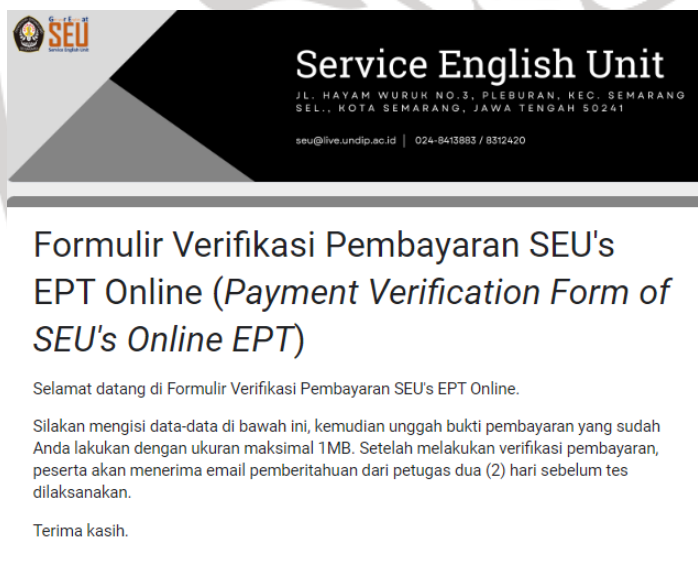 G r E at
SEU
Service English Unit
Service English Unit
JL. HAYAM WURUK NO.3, PLEBURAN, KEC. SEMARANG
SEL., KOTA SEMARANG, JAWA TENGAH 50241
seu@live.undip.ac.id | 024-8413883 / 8312420
Formulir Verifikasi Pembayaran SEU's
EPT Online (Payment Verification Form of
SEU's Online EPT)
Selamat datang di Formulir Verifikasi Pembayaran SEU's EPT Online.
Silakan mengisi data-data di bawah ini, kemudian unggah bukti pembayaran yang sudah
Anda lakukan dengan ukuran maksimal 1MB. Setelah melakukan verifikasi pembayaran,
peserta akan menerima email pemberitahuan dari petugas dua (2) hari sebelum tes
dilaksanakan.
Terima kasih.